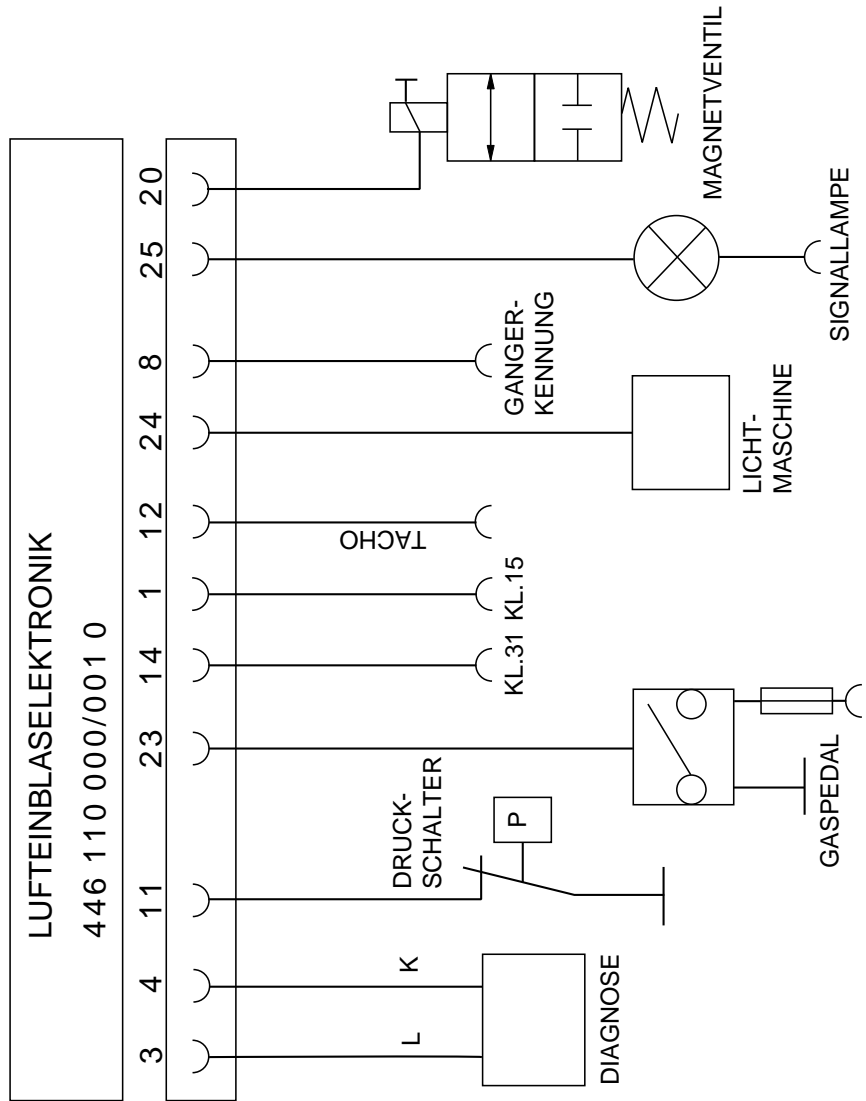 LUFTEINBLASELEKTRONIK
446 110 000/001 0
3
4
11
23
14
1
12
24
8
25
20
L
K
DRUCK-
SCHALTER
P
KL.31
KL.15
TACHO
GANGER-
KENNUNG
DIAGNOSE
GASPEDAL
LICHT-
MASCHINE
SIGNALLAMPE
MAGNETVENTIL